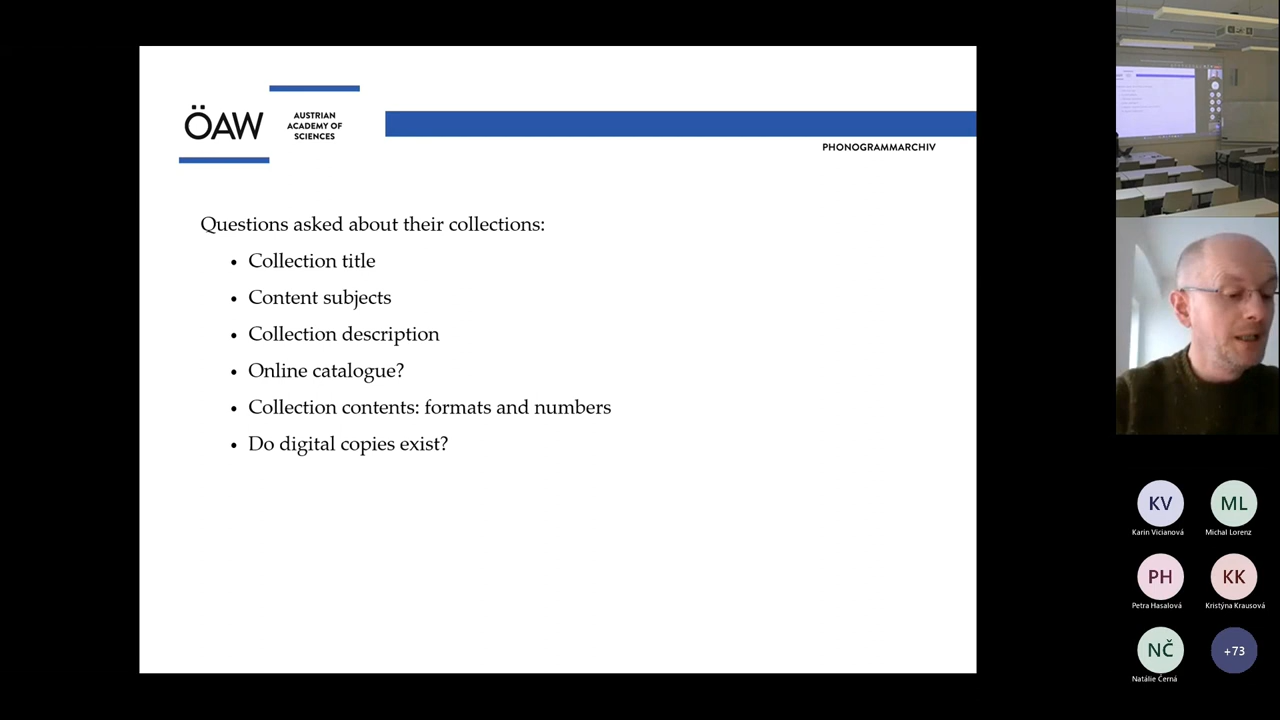 ÖAW
AUSTRIAN
ACADEMY OF
SCIENCES
PHONOGRAMMARCHIV
Questions asked about their collections:
• Collection title
• Content subjects
• Collection description
• Online catalogue?
• Collection contents: formats and numbers
• Do digital copies exist?
KV
ML
Karin Vicianová
Michal Lorenz
PH
KK
Petra Hasalová
Kristýna Krausová
NČ
+73
Natálie Černá